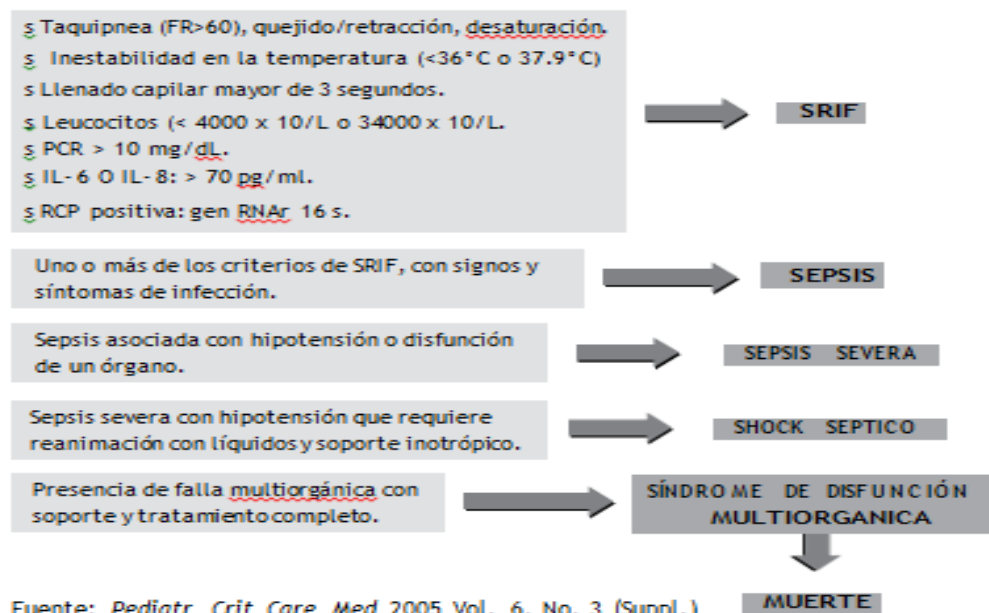 s Taquipnea (FR>60), quejido/retracción, desaturación.
s Inestabilidad en la temperatura (<36°C o 37.9°C)
s Llenado capilar mayor de 3 segundos.
s Leucocitos (< 4000 x 10/L o 34000 x 10/L.
s PCR > 10 mg/dL.
s IL-6 O IL-8: > 70 pg/ml.
s RCP positiva: gen RNAr 16 s.
SRIF
Uno o más de los criterios de SRIF, con signos y
síntomas de infección.
SEPSIS
Sepsis asociada con hipotensión o disfunción
de un órgano.
SEPSIS SEVERA
Sepsis severa con hipotensión que requiere
reanimación con líquidos y soporte inotrópico.
SHOCK SEPTICO
Presencia de falla multiorgánica con
soporte y tratamiento completo.
SÍNDROME DE DISFUNCIÓN
MULTIORGANICA
MUERTE
Fuente: Pediatr Crit Care Med 2005 Vol. 6, No. 3 (Suppl.)